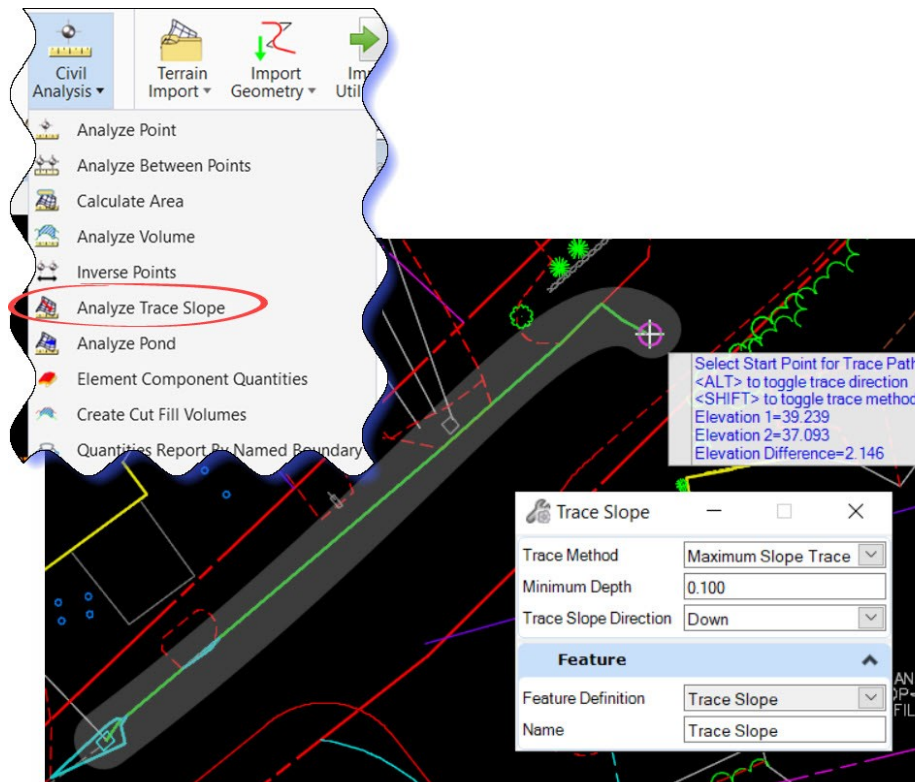 Civil
Analysis
Terrain
Import
Import
Geometry
Analyze Point
Analyze Between Points
Calculate Area
Analyze Volume
Inverse Points
Analyze Trace Slope
Analyze Pond
Element Component Quantities
Create Cut Fill Volumes
Quantities Report By Named Boundary
Select Start Point for Trace Path
<ALT> to toggle trace direction
<SHIFT> to toggle trace method
Elevation 1=39.239
Elevation 2=37.093
Elevation Difference=2.146
Trace Slope
Trace Method Maximum Slope Trace
Minimum Depth 0.100
Trace Slope Direction Down
Feature
Feature Definition Trace Slope
Name Trace Slope